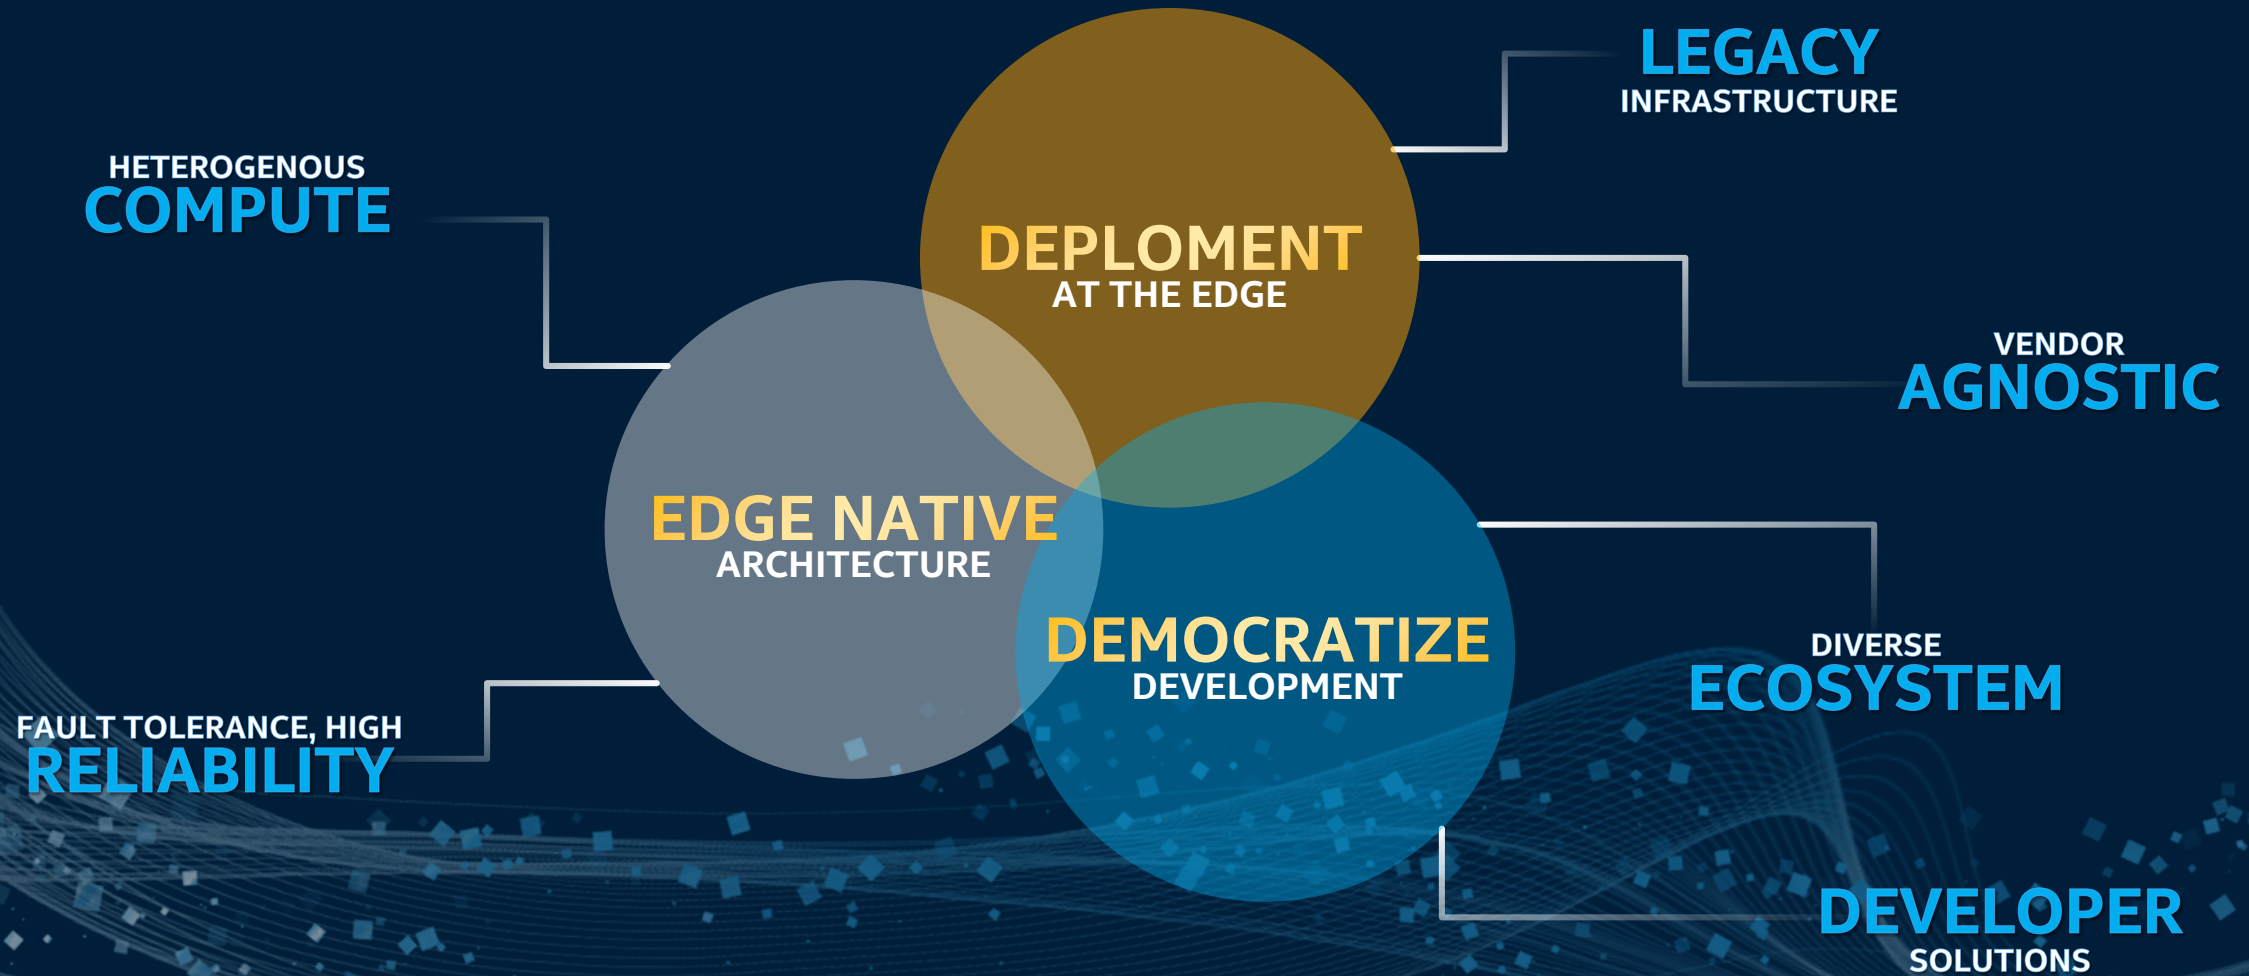 LEGACY
INFRASTRUCTURE
HETEROGENOUS
COMPUTE
DEPLOMENT
AT THE EDGE
VENDOR
AGNOSTIC
EDGE NATIVE
ARCHITECTURE
DEMOCRATIZE
DEVELOPMENT
DIVERSE
ECOSYSTEM
FAULT TOLERANCE, HIGH
RELIABILITY
DEVELOPER
SOLUTIONS